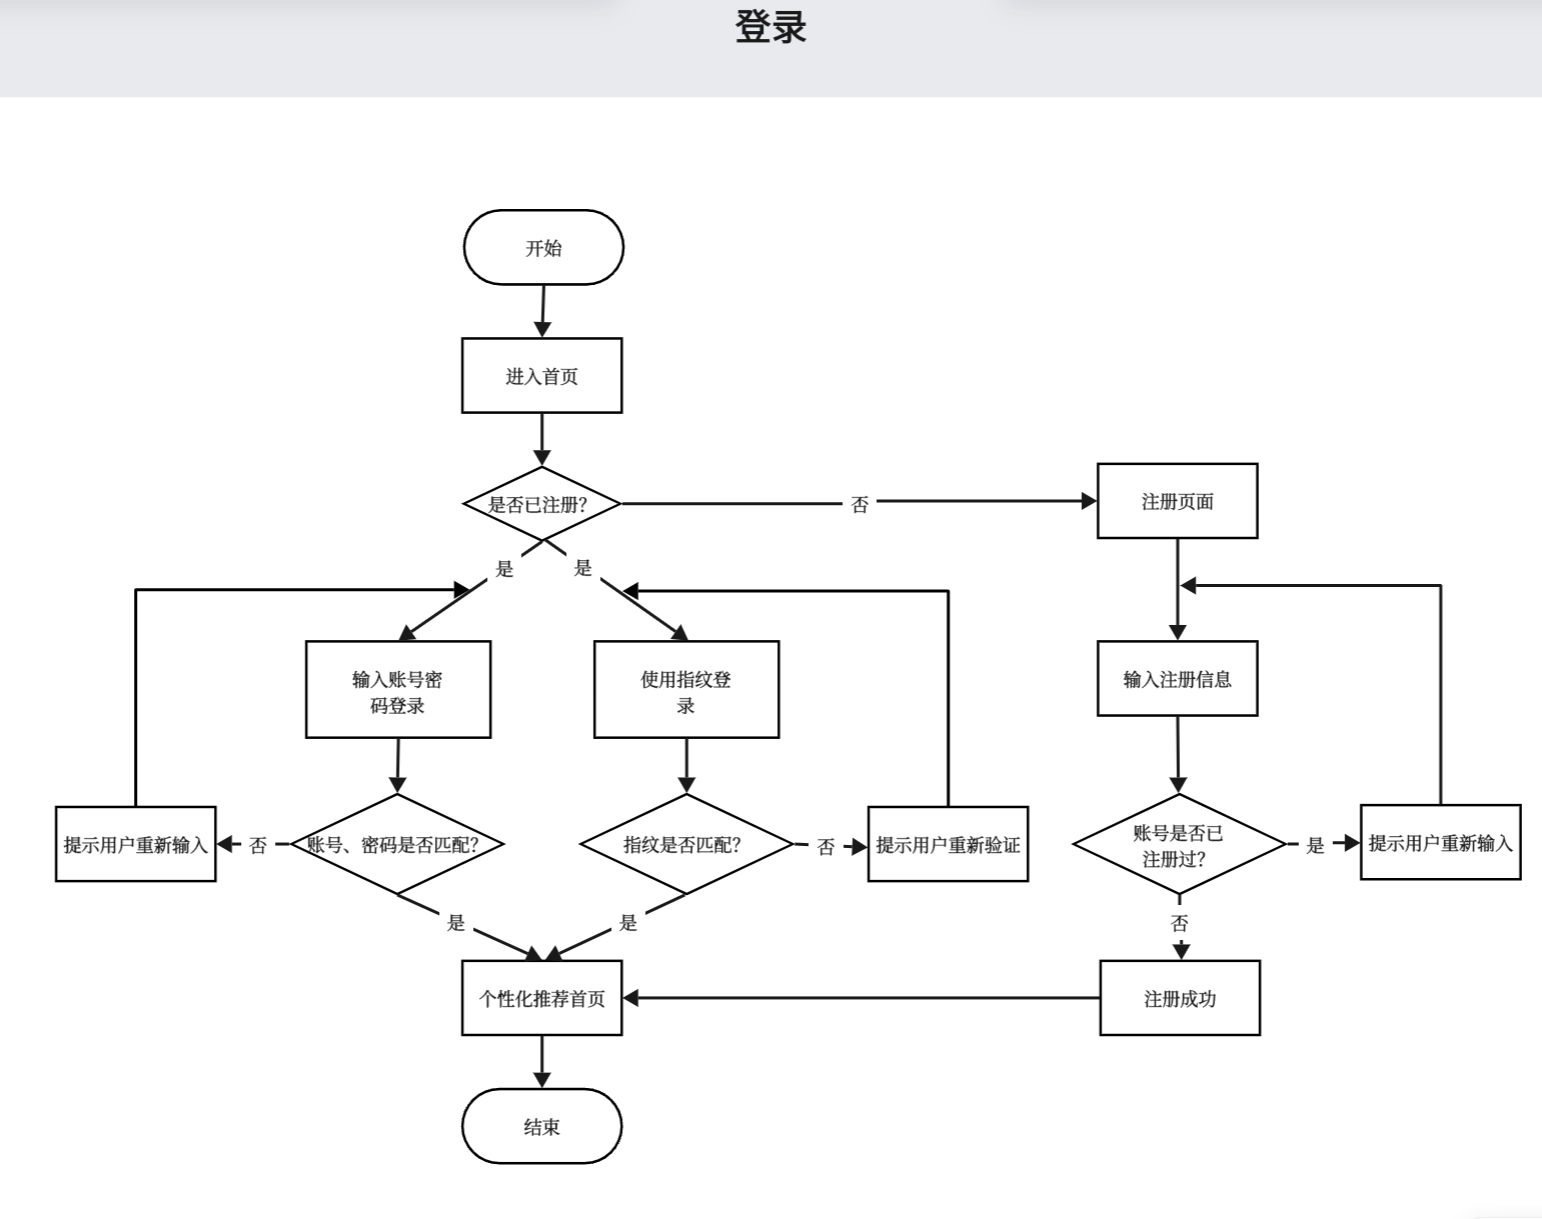 登录
开始
进入首页
是否已注册？
否
注册页面
是
是
输入账号密
码登录
使用指纹登
录
输入注册信息
提示用户重新输入
否
账号、密码是否匹配？
指纹是否匹配？
否
提示用户重新验证
账号是否已
注册过？
是
提示用户重新输入
是
是
否
个性化推荐首页
注册成功
结束